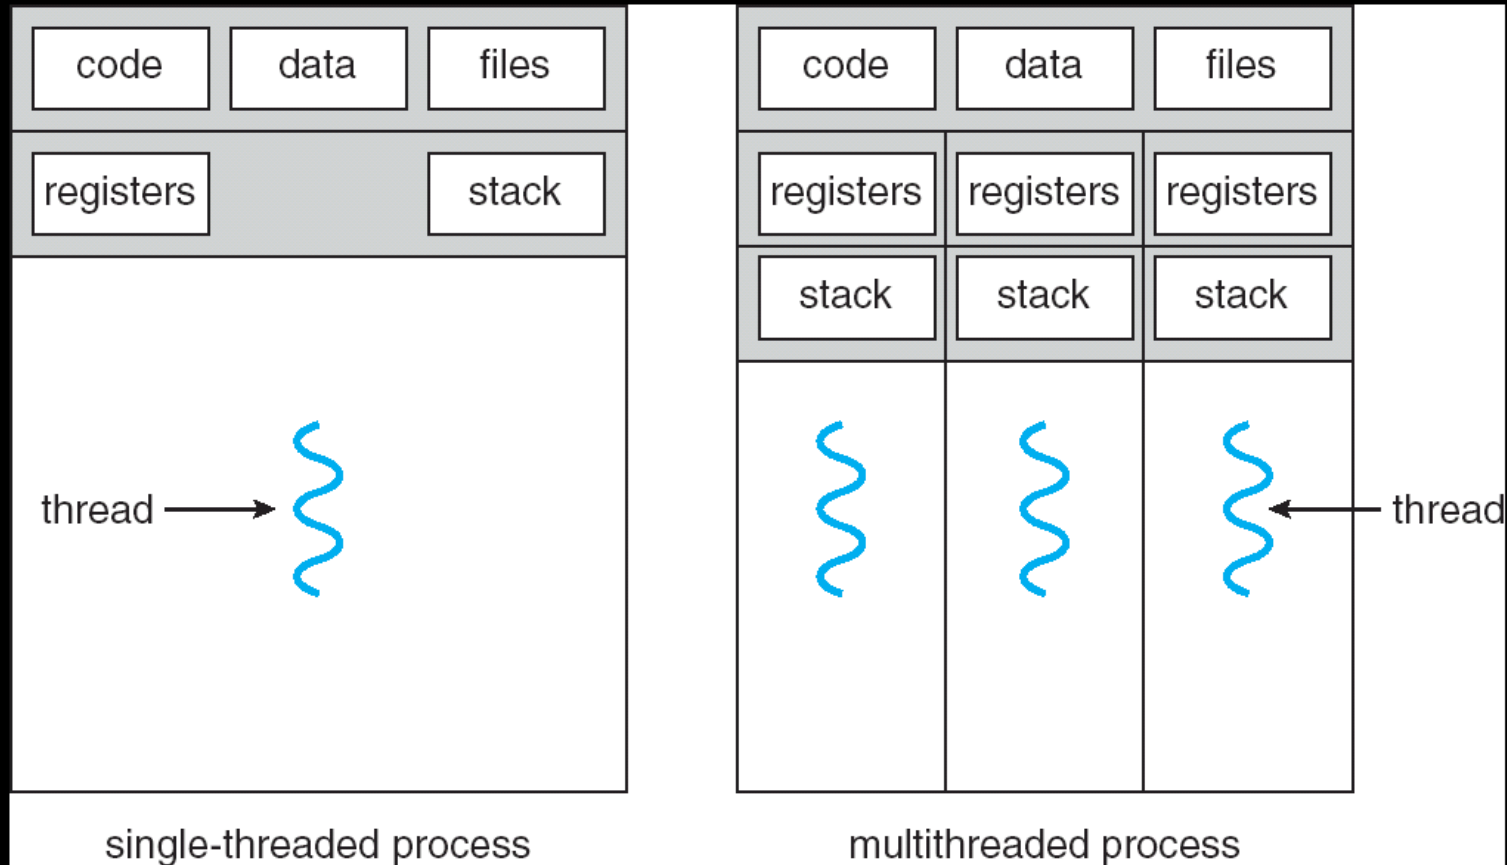 code data files
registers stack
thread
single-threaded process
code data files
registers registers registers
stack stack stack
thread
multithreaded process